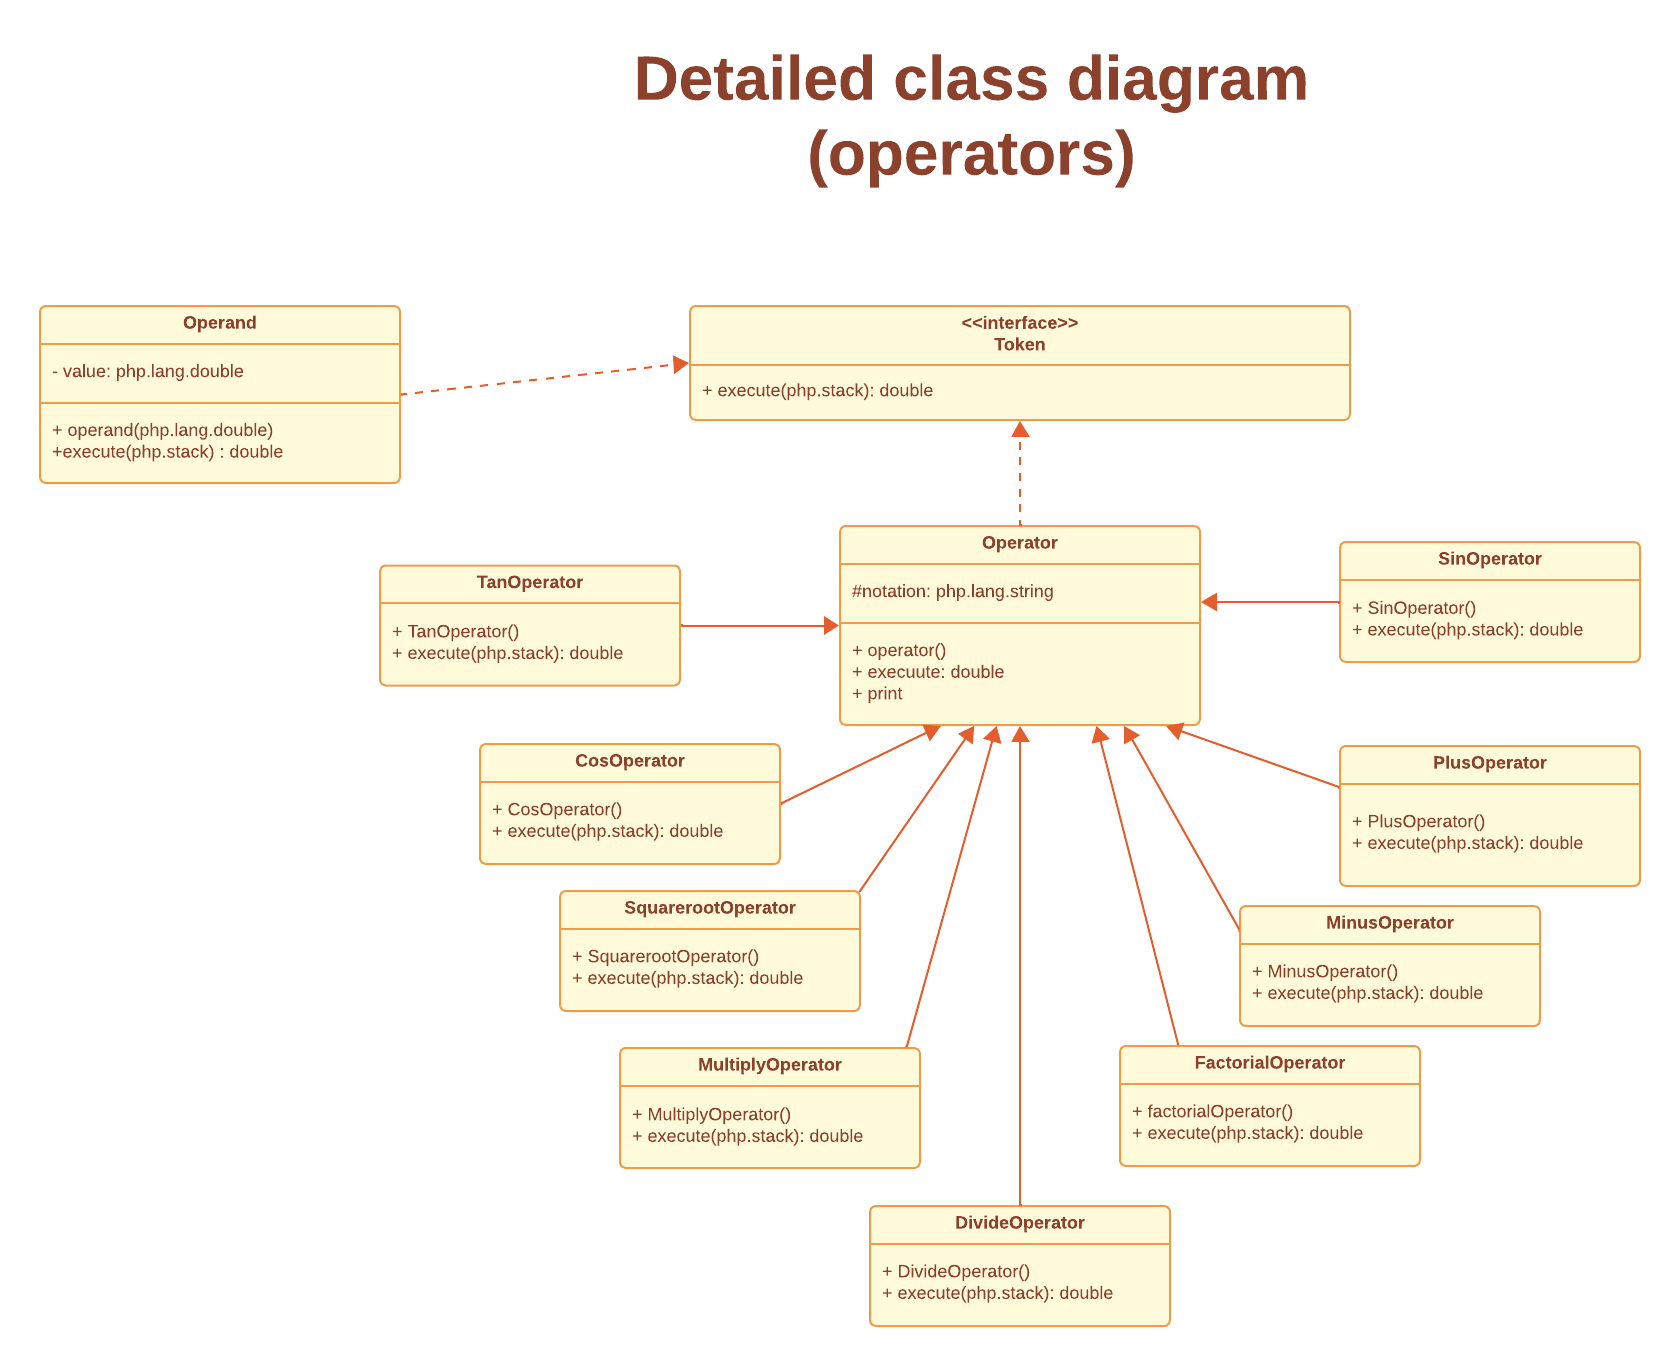 Detailed class diagram
(operators)
Operand
- value: php.lang.double
+ operand(php.lang.double)
+execute(php.stack) : double
<<interface>>
Token
+ execute(php.stack): double
Operator
#notation: php.lang.string
+ operator()
+ execuute: double
+ print
SinOperator
+ SinOperator()
+ execute(php.stack): double
TanOperator
+ TanOperator()
+ execute(php.stack): double
CosOperator
+ CosOperator()
+ execute(php.stack): double
PlusOperator
+ PlusOperator()
+ execute(php.stack): double
SquarerootOperator
+ SquarerootOperator()
+ execute(php.stack): double
MinusOperator
+ MinusOperator()
+ execute(php.stack): double
MultiplyOperator
+ MultiplyOperator()
+ execute(php.stack): double
FactorialOperator
+ factorialOperator()
+ execute(php.stack): double
DivideOperator
+ DivideOperator()
+ execute(php.stack): double